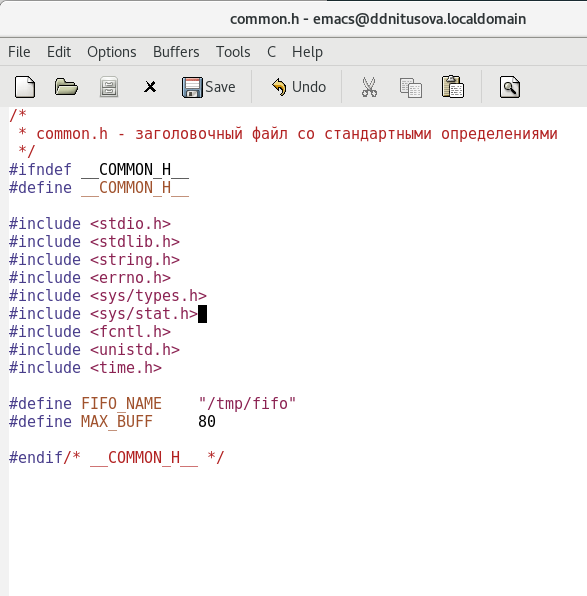 common.h - emacs@ddnitusova.localdomain
File Edit Options Buffers Tools C Help
Save Undo
/*
 * common.h - заголовочный файл со стандартными определениями
 */
#ifndef __COMMON_H__
#define __COMMON_H__

#include <stdio.h>
#include <stdlib.h>
#include <string.h>
#include <errno.h>
#include <sys/types.h>
#include <sys/stat.h>
#include <fcntl.h>
#include <unistd.h>
#include <time.h>

#define FIFO_NAME    "/tmp/fifo"
#define MAX_BUFF     80

#endif/* __COMMON_H__ */